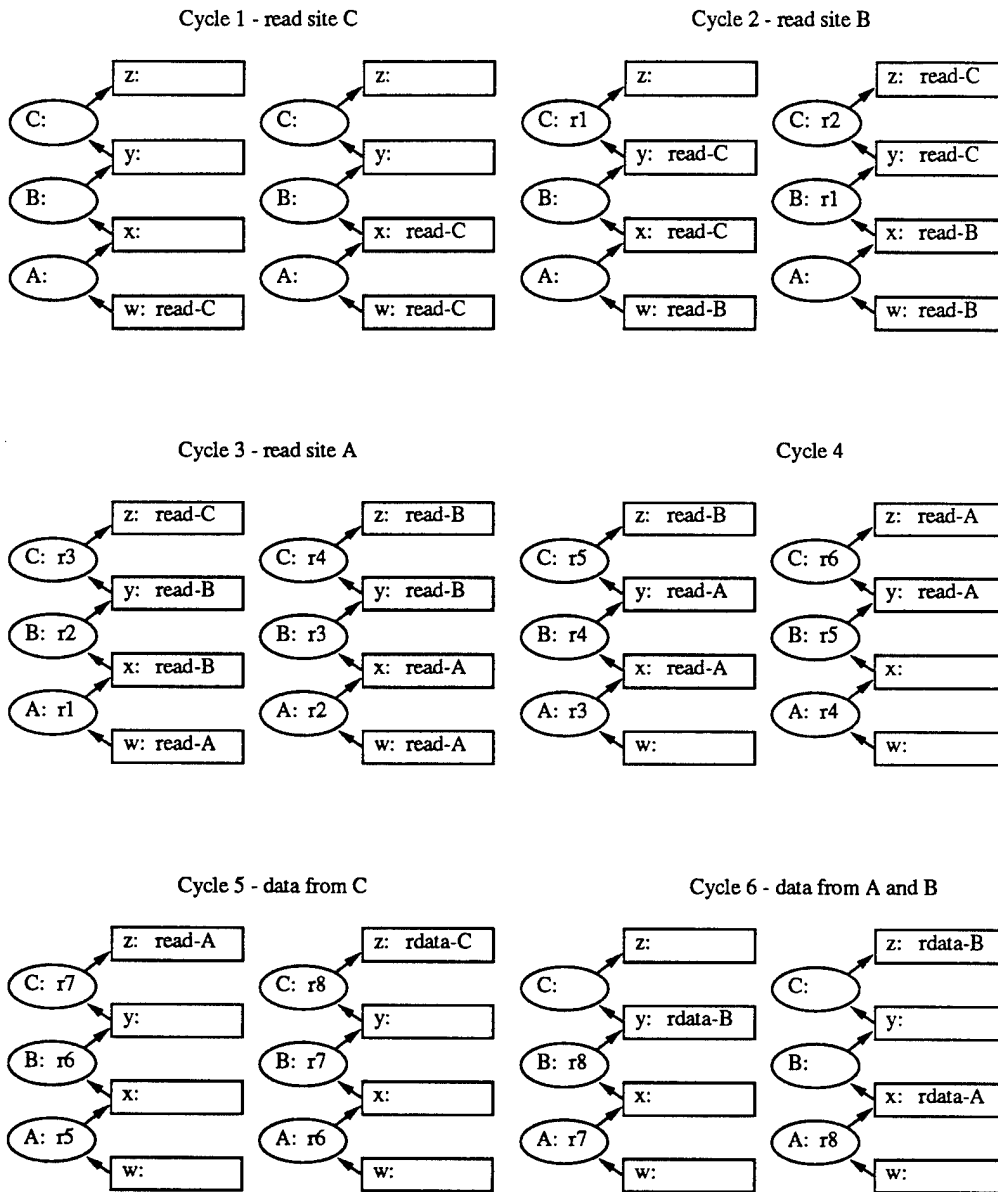 Cycle 1 - read site C
z:
C:
y:
B:
x:
A:
w: read-C
z:
C:
y:
B:
x: read-C
A:
w: read-C
Cycle 2 - read site B
z:
C: r1
y: read-C
B:
x: read-C
A:
w: read-B
z: read-C
C: r2
y: read-C
B: r1
x: read-B
A:
w: read-B
Cycle 3 - read site A
z: read-C
C: r3
y: read-B
B: r2
x: read-B
A: r1
w: read-A
z: read-B
C: r4
y: read-B
B: r3
x: read-A
A: r2
w: read-A
Cycle 4
z: read-B
C: r5
y: read-A
B: r4
x: read-A
A: r3
w:
z: read-A
C: r6
y: read-A
B: r5
x:
A: r4
w:
Cycle 5 - data from C
z: read-A
C: r7
y:
B: r6
x:
A: r5
w:
z: rdata-C
C: r8
y:
B: r7
x:
A: r6
w:
Cycle 6 - data from A and B
z:
C:
y: rdata-B
B: r8
x:
A: r7
w:
z: rdata-B
C:
y:
B:
x: rdata-A
A: r8
w: